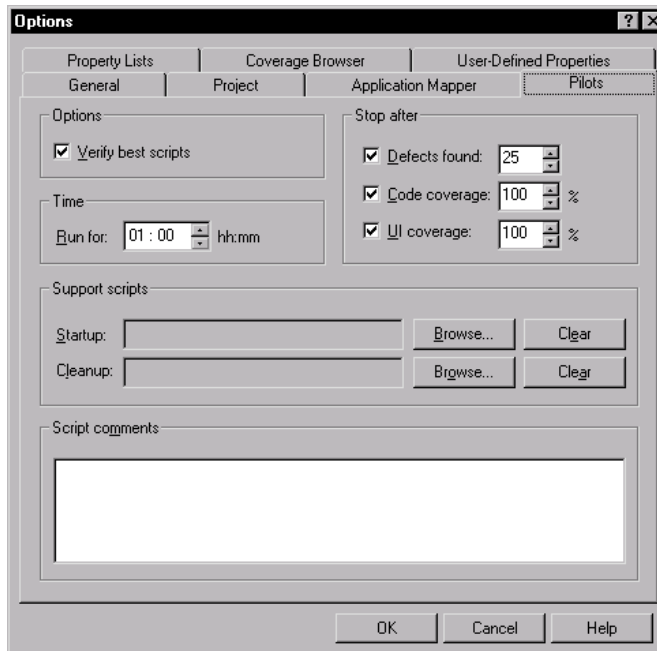 Options
Property Lists Coverage Browser User-Defined Properties
General Project Application Mapper Pilots
Options
Verify best scripts
Stop after
Defects found: 25
Code coverage: 100 %
UI coverage: 100 %
Time
Run for: 01 : 00 hh:mm
Support scripts
Startup: Browse... Clear
Cleanup: Browse... Clear
Script comments
OK Cancel Help